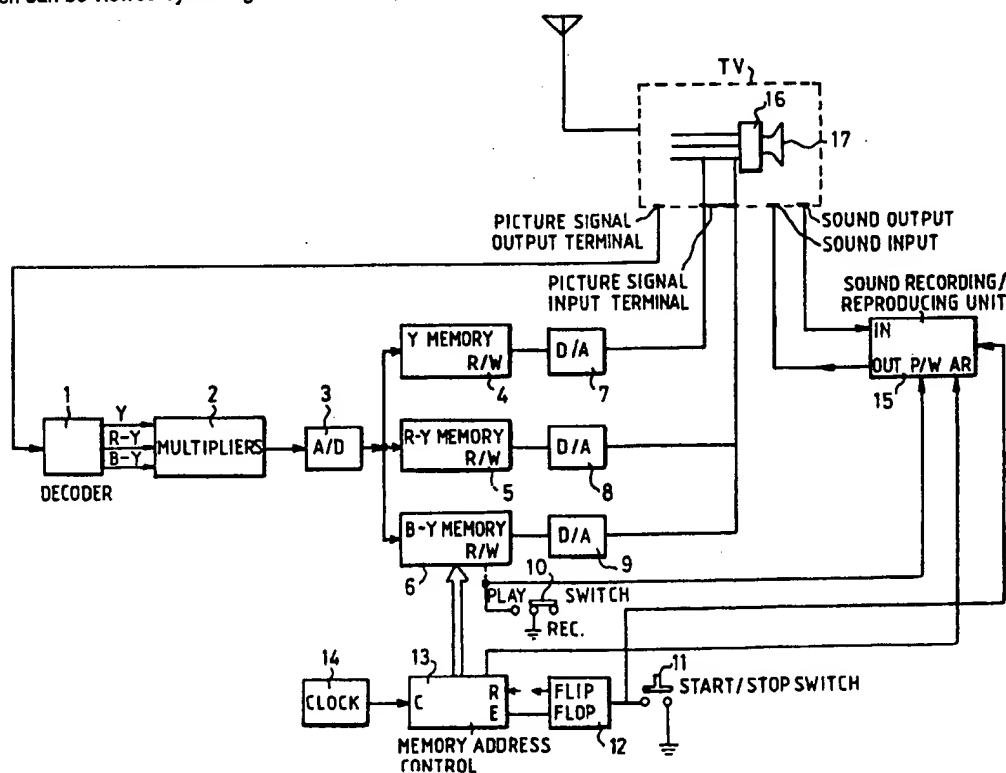 TV
16
17
PICTURE SIGNAL
OUTPUT TERMINAL
SOUND OUTPUT
SOUND INPUT
PICTURE SIGNAL
INPUT TERMINAL
SOUND RECORDING/
REPRODUCING UNIT
IN
OUT P/W AR
15
Y MEMORY
R/W
4
D/A
7
1
Y
R-Y
B-Y
DECODER
2
MULTIPLIERS
3
A/D
R-Y MEMORY
R/W
5
D/A
8
B-Y MEMORY
R/W
6
D/A
9
10
PLAY
SWITCH
REC.
14
CLOCK
13
C
R
E
MEMORY ADDRESS
CONTROL
FLIP
FLOP
12
11
START/STOP SWITCH